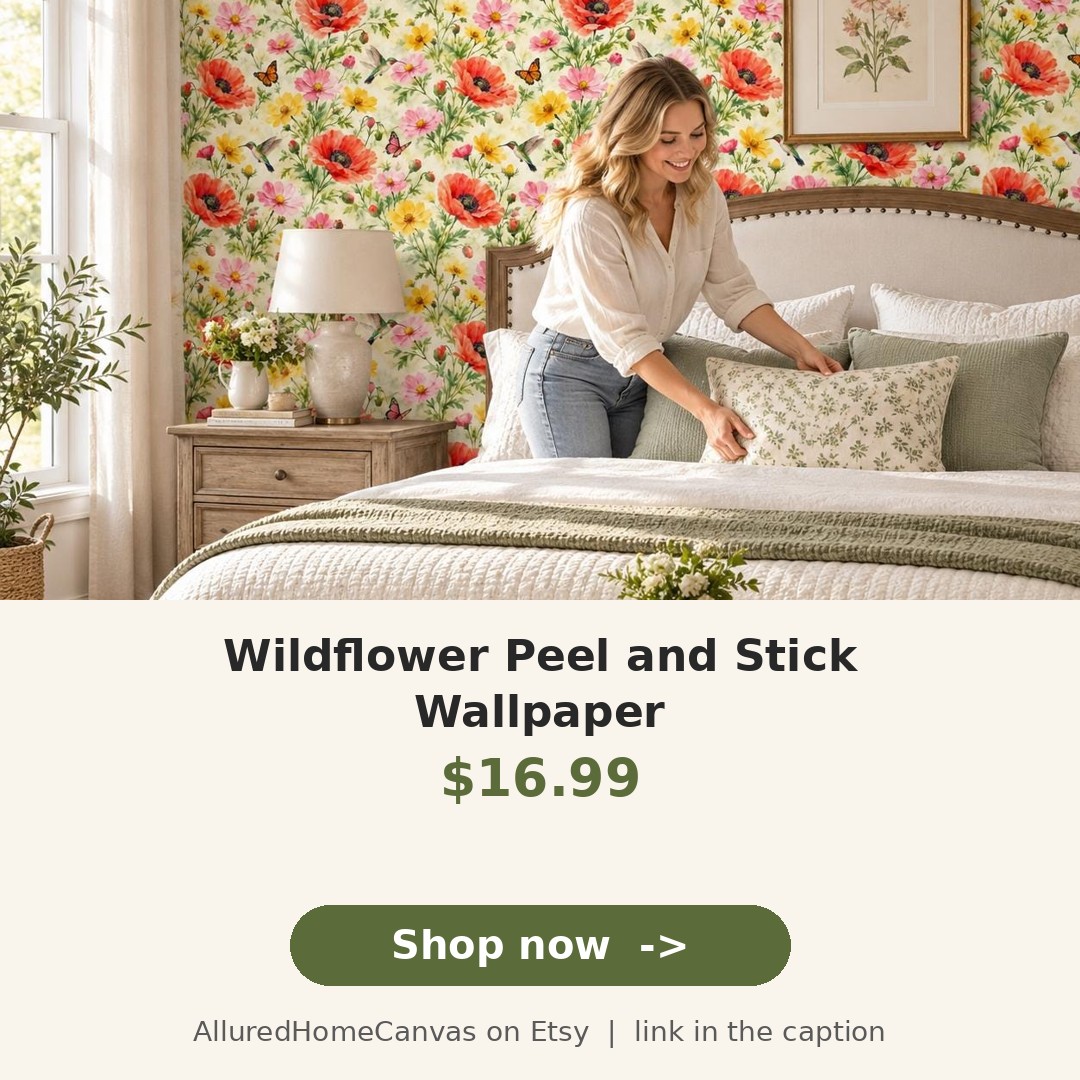 Wildflower Peel and Stick
Wallpaper
$16.99
Shop now ->
AlluredHomeCanvas on Etsy | link in the caption